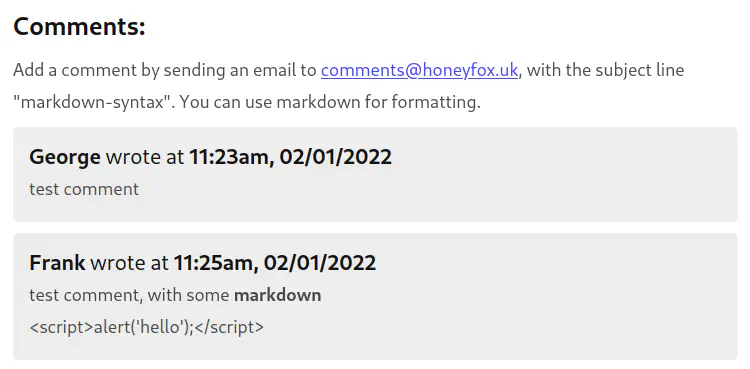 Comments:
Add a comment by sending an email to comments@honeyfox.uk, with the subject line
"markdown-syntax". You can use markdown for formatting.
George wrote at 11:23am, 02/01/2022
test comment
Frank wrote at 11:25am, 02/01/2022
test comment, with some markdown
<script>alert('hello');</script>